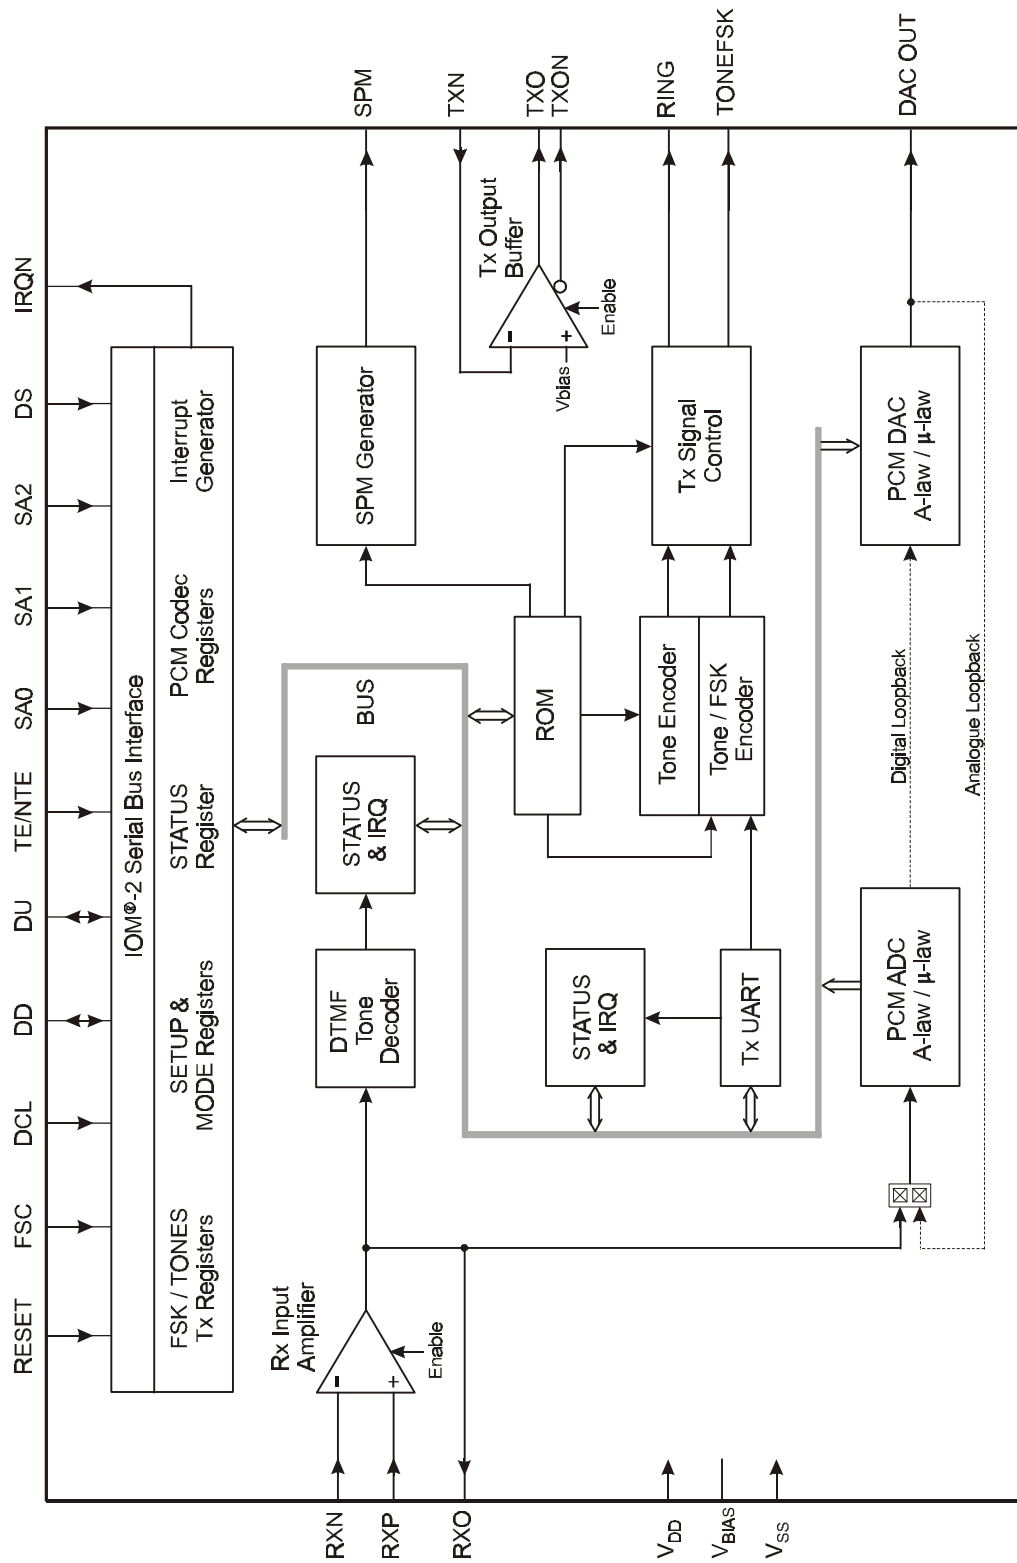 RESET
FSC
DCL
DD
DU
TE/NTE
SA0
SA1
SA2
DS
IRQN
IOM®-2 Serial Bus Interface
FSK / TONES
Tx Registers
SETUP &
MODE Registers
STATUS
Register
PCM Codec
Registers
Interrupt
Generator
RXN
RXP
RXO
Rx Input
Amplifier
-
+
Enable
DTMF
Tone
Decoder
STATUS
& IRQ
BUS
SPM Generator
SPM
TXN
Tx Output
Buffer
-
+
Vbias
Enable
TXO
TXON
ROM
STATUS
& IRQ
Tx UART
Tone Encoder
Tone / FSK
Encoder
Tx Signal
Control
RING
TONEFSK
VDD
VBIAS
VSS
PCM ADC
A-law / µ-law
Digital Loopback
PCM DAC
A-law / µ-law
DAC OUT
Analogue Loopback